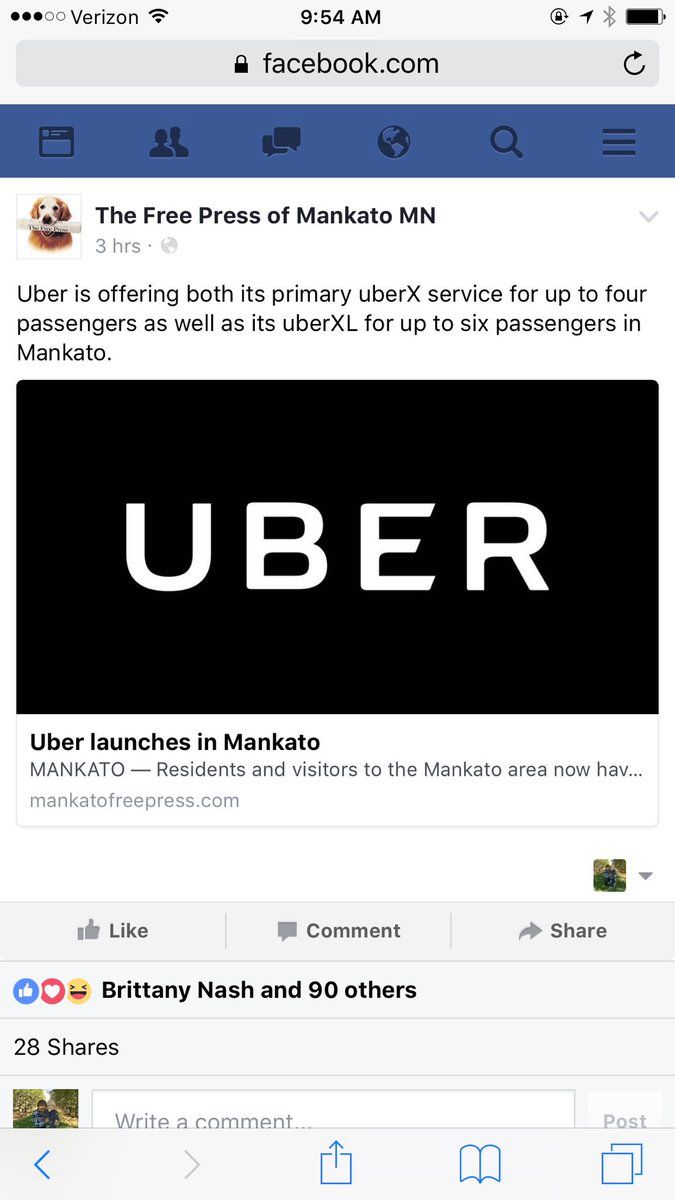 Verizon 9:54 AM
facebook.com
The Free Press of Mankato MN
The Free Press
3 hrs ·
Uber is offering both its primary uberX service for up to four
passengers as well as its uberXL for up to six passengers in
Mankato.
UBER
Uber launches in Mankato
MANKATO — Residents and visitors to the Mankato area now hav...
mankatofreepress.com
Like Comment Share
Brittany Nash and 90 others
28 Shares
Write a comment... Post